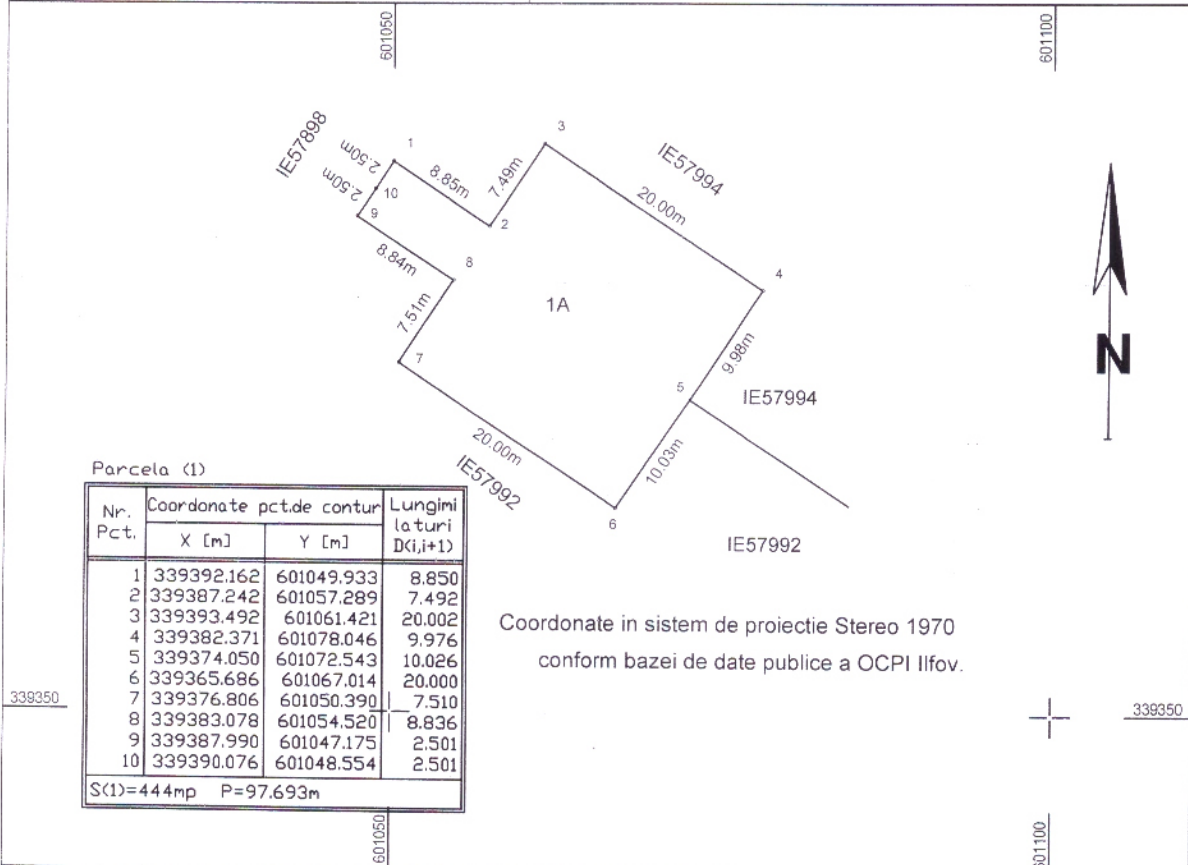 601050
601100
IE57898
2.50m
2.50m
1
10
9
8.85m
7.49m
3
2
IE57994
20.00m
4
8.84m
8
7.51m
7
1A
9.98m
5
IE57994
N
20.00m
IE57992
10.03m
6
IE57992
Parcela (1)
Nr. Pct. Coordonate pct.de contur Lungimi laturi D(i,i+1)
X [m] Y [m]
1 339392.162 601049.933 8.850
2 339387.242 601057.289 7.492
3 339393.492 601061.421 20.002
4 339382.371 601078.046 9.976
5 339374.050 601072.543 10.026
6 339365.686 601067.014 20.000
7 339376.806 601050.390 7.510
8 339383.078 601054.520 8.836
9 339387.990 601047.175 2.501
10 339390.076 601048.554 2.501
S(1)=444mp P=97.693m
Coordonate in sistem de proiectie Stereo 1970
conform bazei de date publice a OCPI Ilfov.
339350
339350
601050
601100